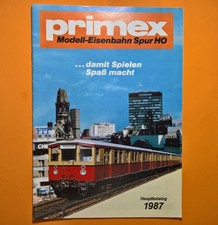 primex
Modell-Eisenbahn Spur HO
...damit Spielen
Spaß macht
Hauptkatalog
1987